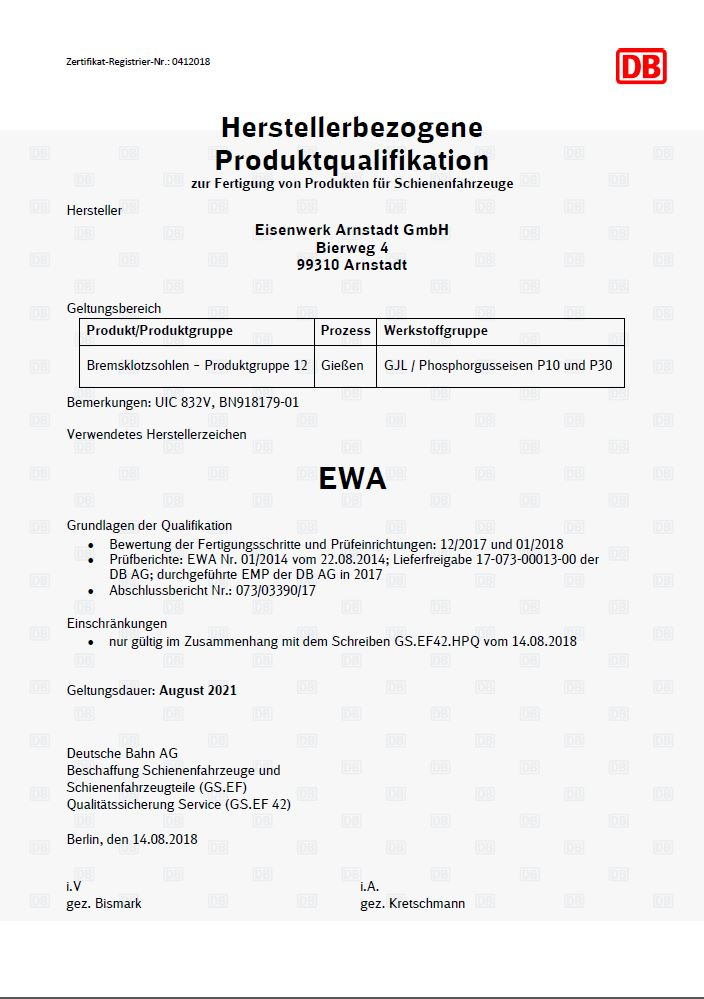 Zertifikat-Registrier-Nr.: 0412018
DB
Herstellerbezogene
Produktqualifikation
zur Fertigung von Produkten für Schienenfahrzeuge
Hersteller
Eisenwerk Arnstadt GmbH
Bierweg 4
99310 Arnstadt
Geltungsbereich
Produkt/Produktgruppe Prozess Werkstoffgruppe
Bremsklotzsohlen – Produktgruppe 12 Gießen GJL / Phosphorgusseisen P10 und P30
Bemerkungen: UIC 832V, BN918179-01
Verwendetes Herstellerzeichen
EWA
Grundlagen der Qualifikation
• Bewertung der Fertigungsschritte und Prüfeinrichtungen: 12/2017 und 01/2018
• Prüfberichte: EWA Nr. 01/2014 vom 22.08.2014; Lieferfreigabe 17-073-00013-00 der
DB AG; durchgeführte EMP der DB AG in 2017
• Abschlussbericht Nr.: 073/03390/17
Einschränkungen
• nur gültig im Zusammenhang mit dem Schreiben GS.EF42.HPQ vom 14.08.2018
Geltungsdauer: August 2021
Deutsche Bahn AG
Beschaffung Schienenfahrzeuge und
Schienenfahrzeugteile (GS.EF)
Qualitätssicherung Service (GS.EF 42)
Berlin, den 14.08.2018
i.V i.A.
gez. Bismark gez. Kretschmann